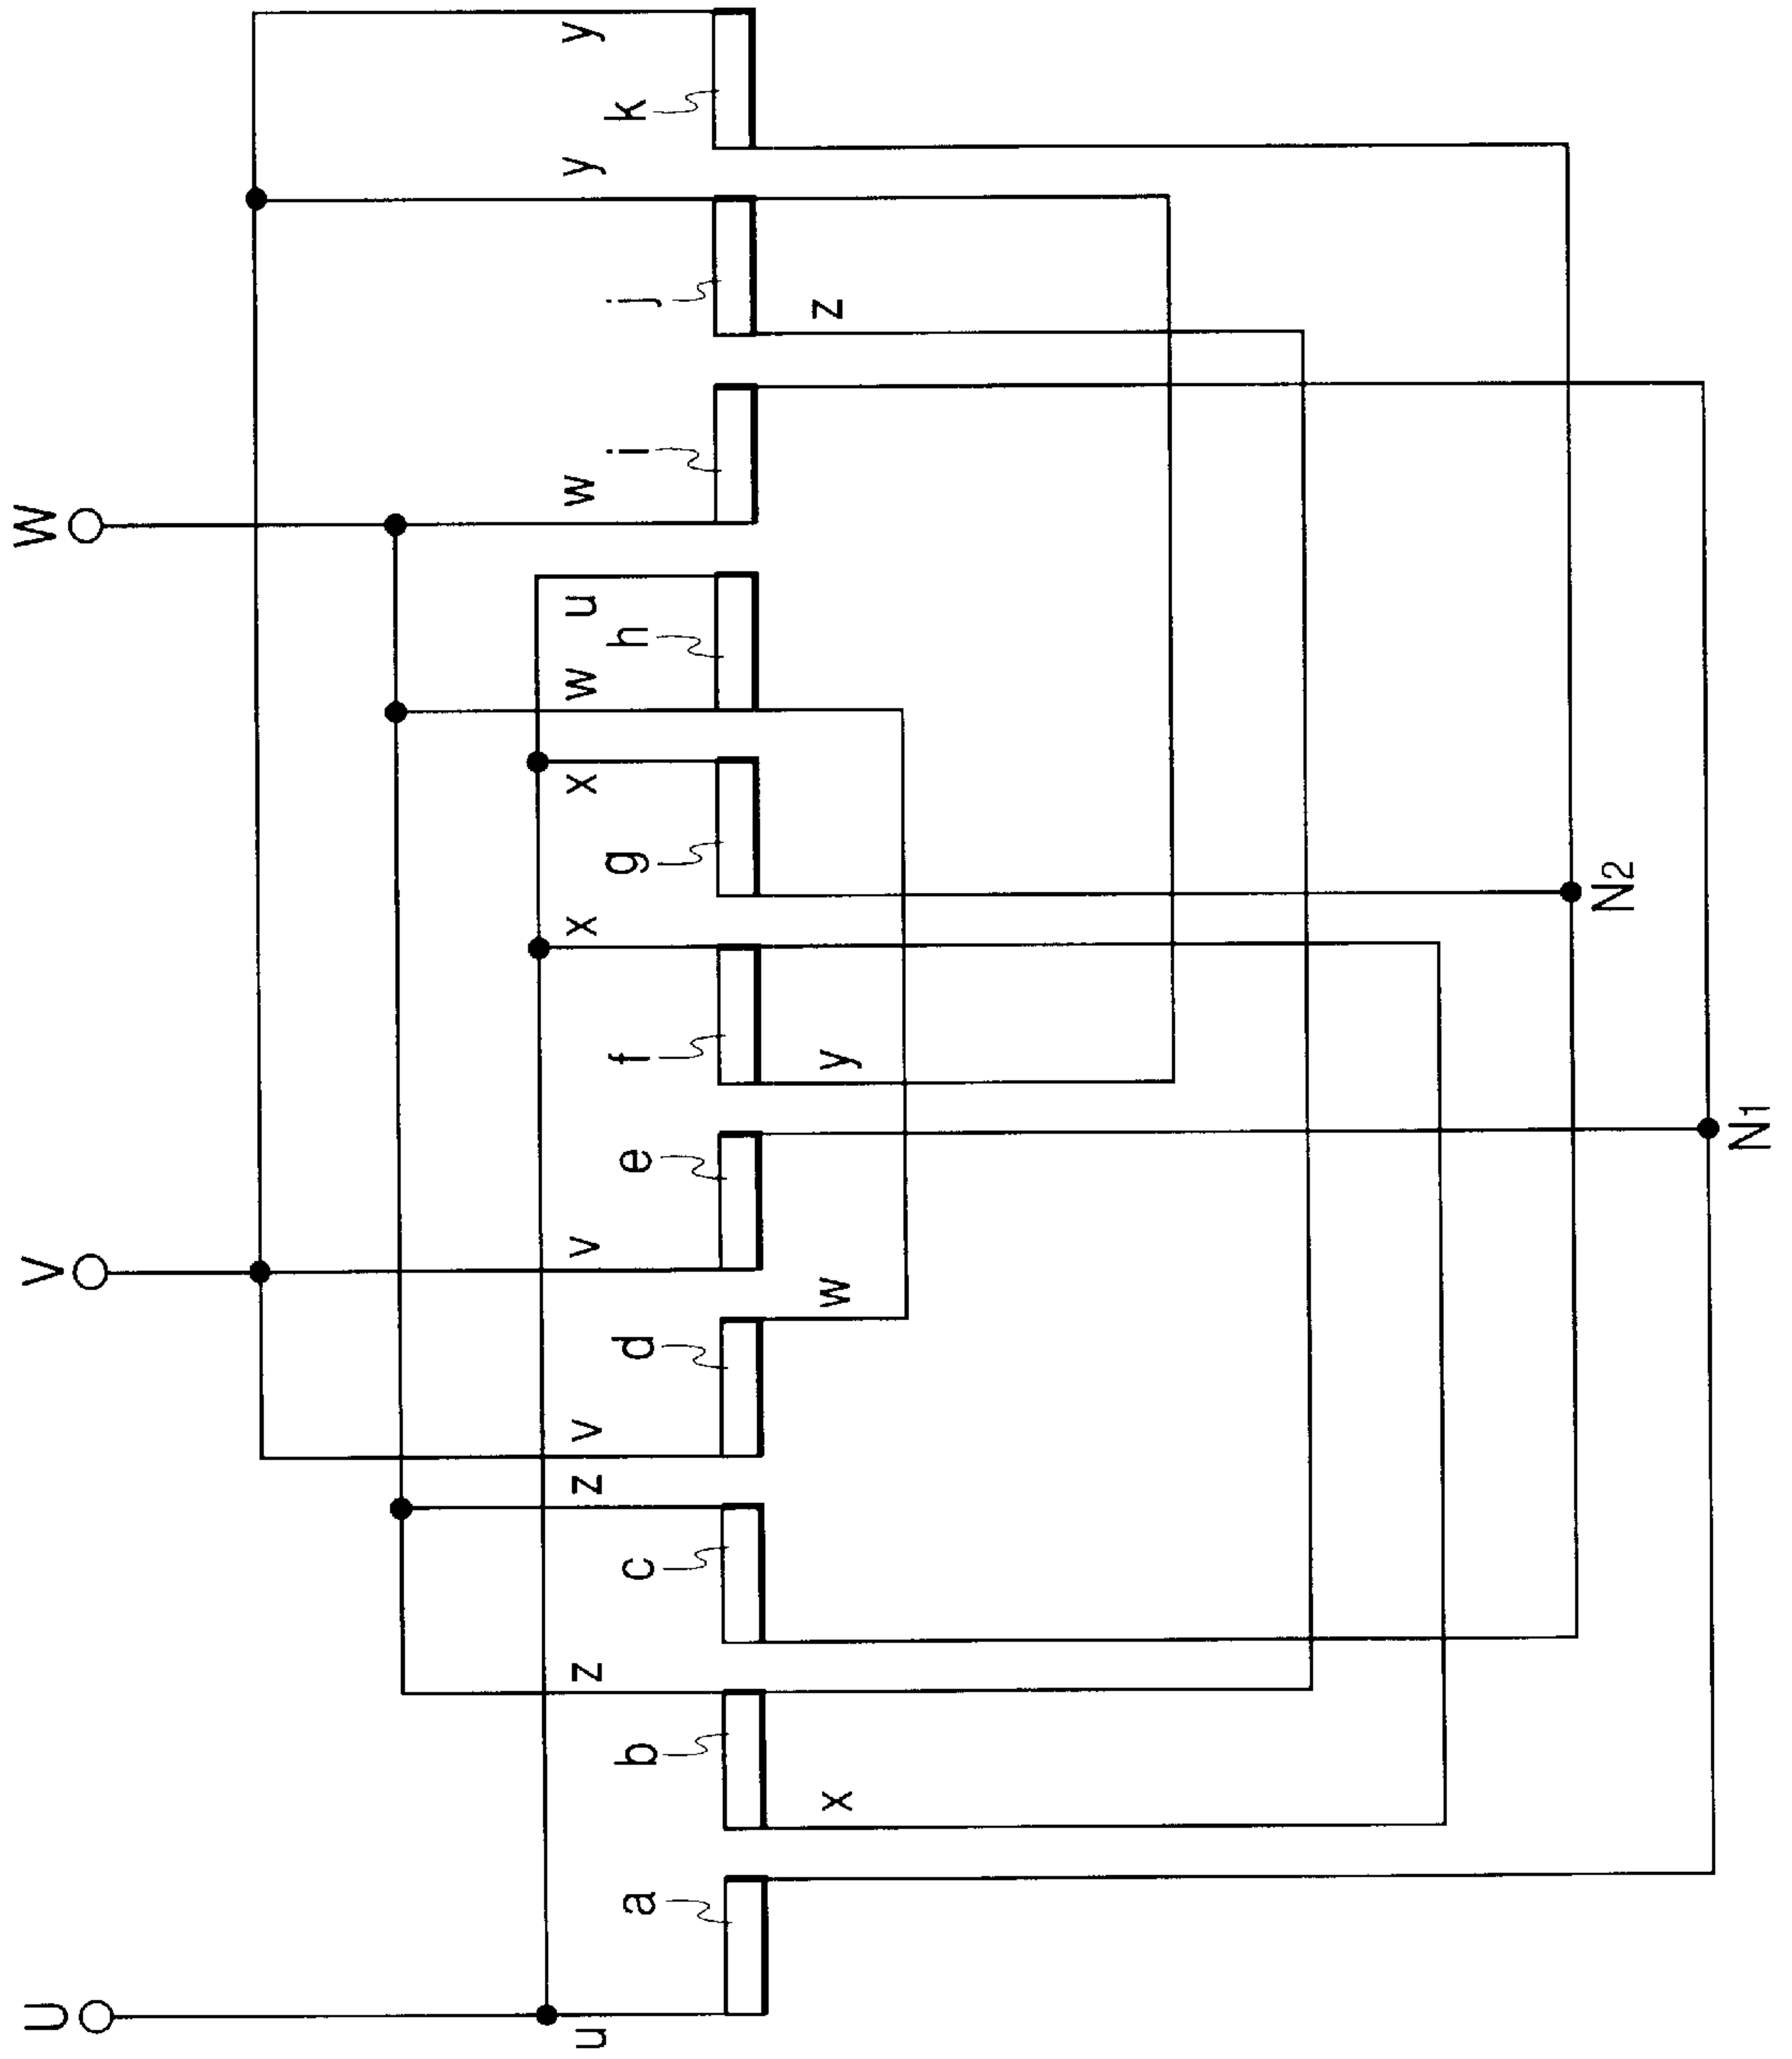 U V W
u z z v v x x w u w y y
a b c d e f g h i j k
x w y z
N2
N1